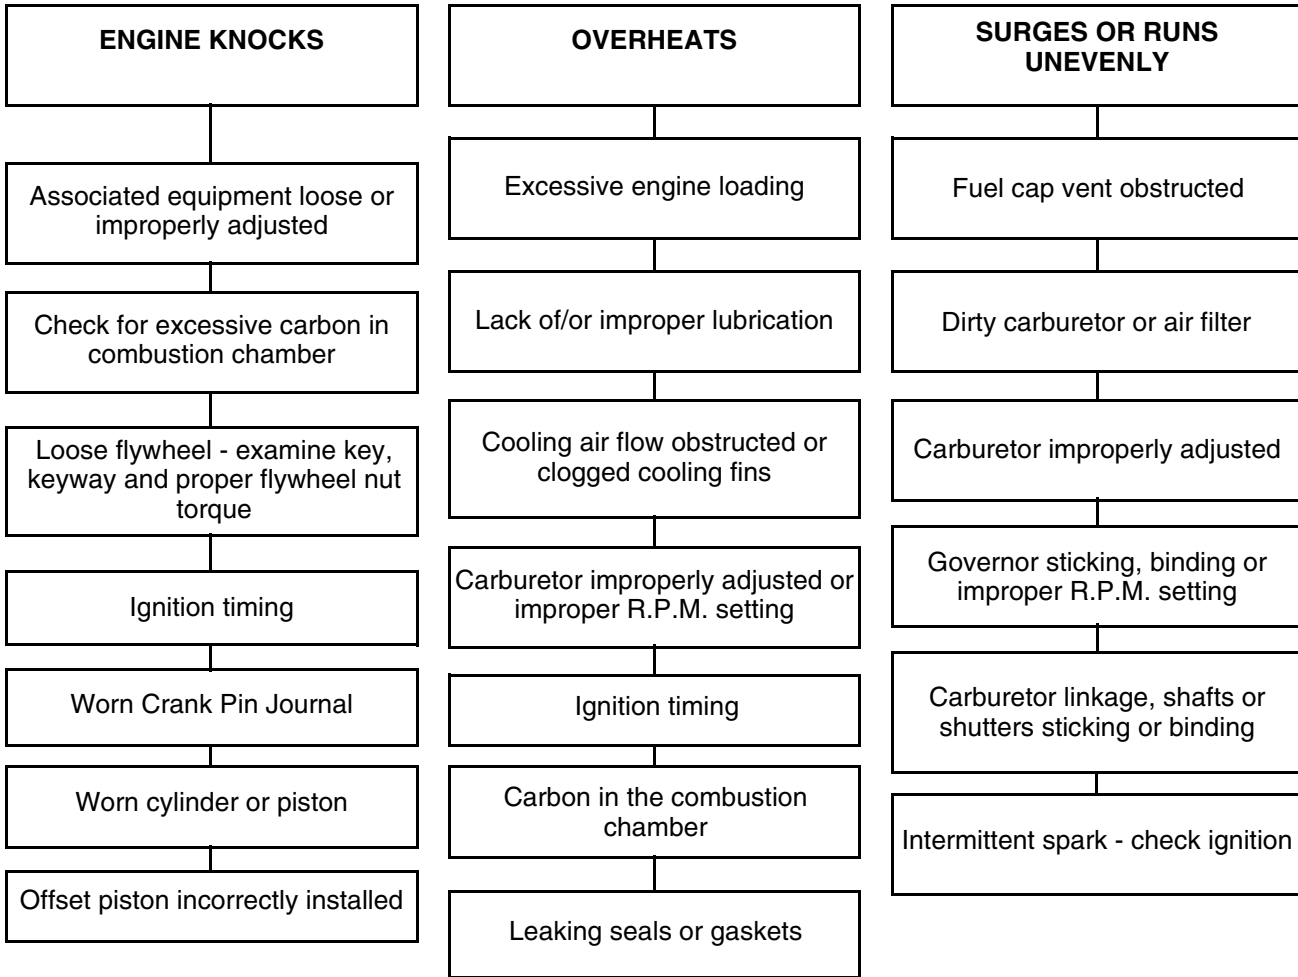 ENGINE KNOCKS
Associated equipment loose or
improperly adjusted
Check for excessive carbon in
combustion chamber
Loose flywheel - examine key,
keyway and proper flywheel nut
torque
Ignition timing
Worn Crank Pin Journal
Worn cylinder or piston
Offset piston incorrectly installed
OVERHEATS
Excessive engine loading
Lack of/or improper lubrication
Cooling air flow obstructed or
clogged cooling fins
Carburetor improperly adjusted or
improper R.P.M. setting
Ignition timing
Carbon in the combustion
chamber
Leaking seals or gaskets
SURGES OR RUNS
UNEVENLY
Fuel cap vent obstructed
Dirty carburetor or air filter
Carburetor improperly adjusted
Governor sticking, binding or
improper R.P.M. setting
Carburetor linkage, shafts or
shutters sticking or binding
Intermittent spark - check ignition